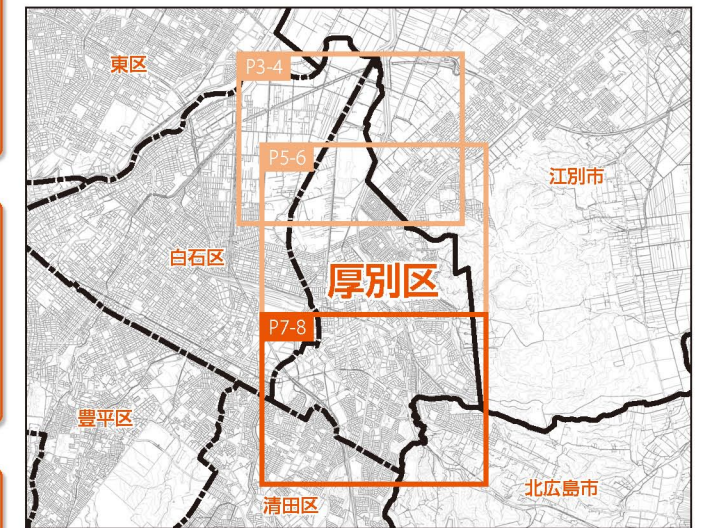 東区
P3-4
P5-6
江別市
白石区
厚別区
P7-8
豊平区
北広島市
清田区